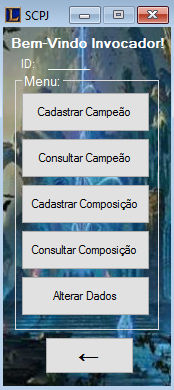 SCPJ
Bem-Vindo Invocador!
ID:
Menu:
Cadastrar Campeão
Consultar Campeão
Cadastrar Composição
Consultar Composição
Alterar Dados
←